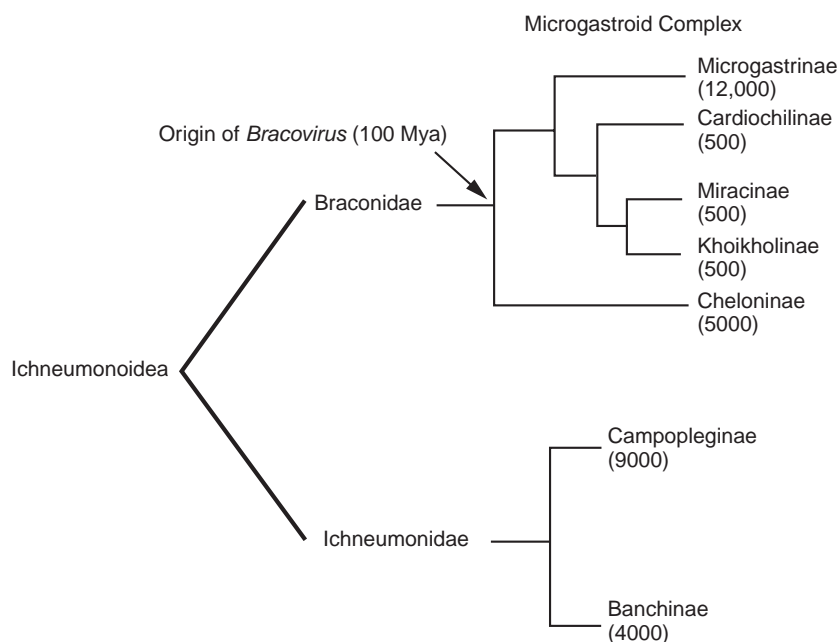 Microgastroid Complex
Microgastrinae
(12,000)
Cardiochilinae
(500)
Origin of Bracovirus (100 Mya)
Miracinae
(500)
Braconidae
Khoikholinae
(500)
Cheloninae
(5000)
Ichneumonoidea
Campopleginae
(9000)
Ichneumonidae
Banchinae
(4000)